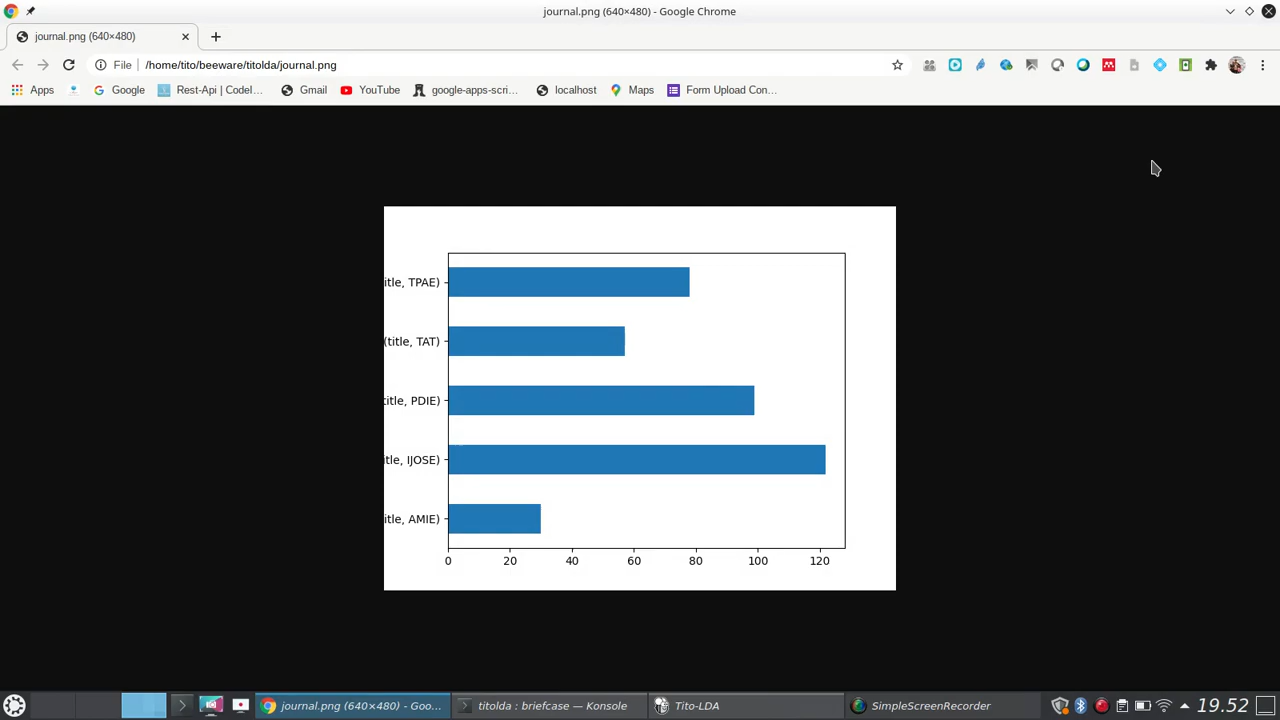 journal.png (640×480) - Google Chrome
journal.png (640×480)
File
/home/tito/beeware/titolda/journal.png
Apps
Google
Rest-Api | CodeI...
Gmail
YouTube
google-apps-scri...
localhost
Maps
Form Upload Con...
itle, TPAE)
(title, TAT)
title, PDIE)
itle, IJOSE)
itle, AMIE)
0 20 40 60 80 100 120
journal.png (640×480) - Goo...
titolda : briefcase — Konsole
Tito-LDA
SimpleScreenRecorder
19.52